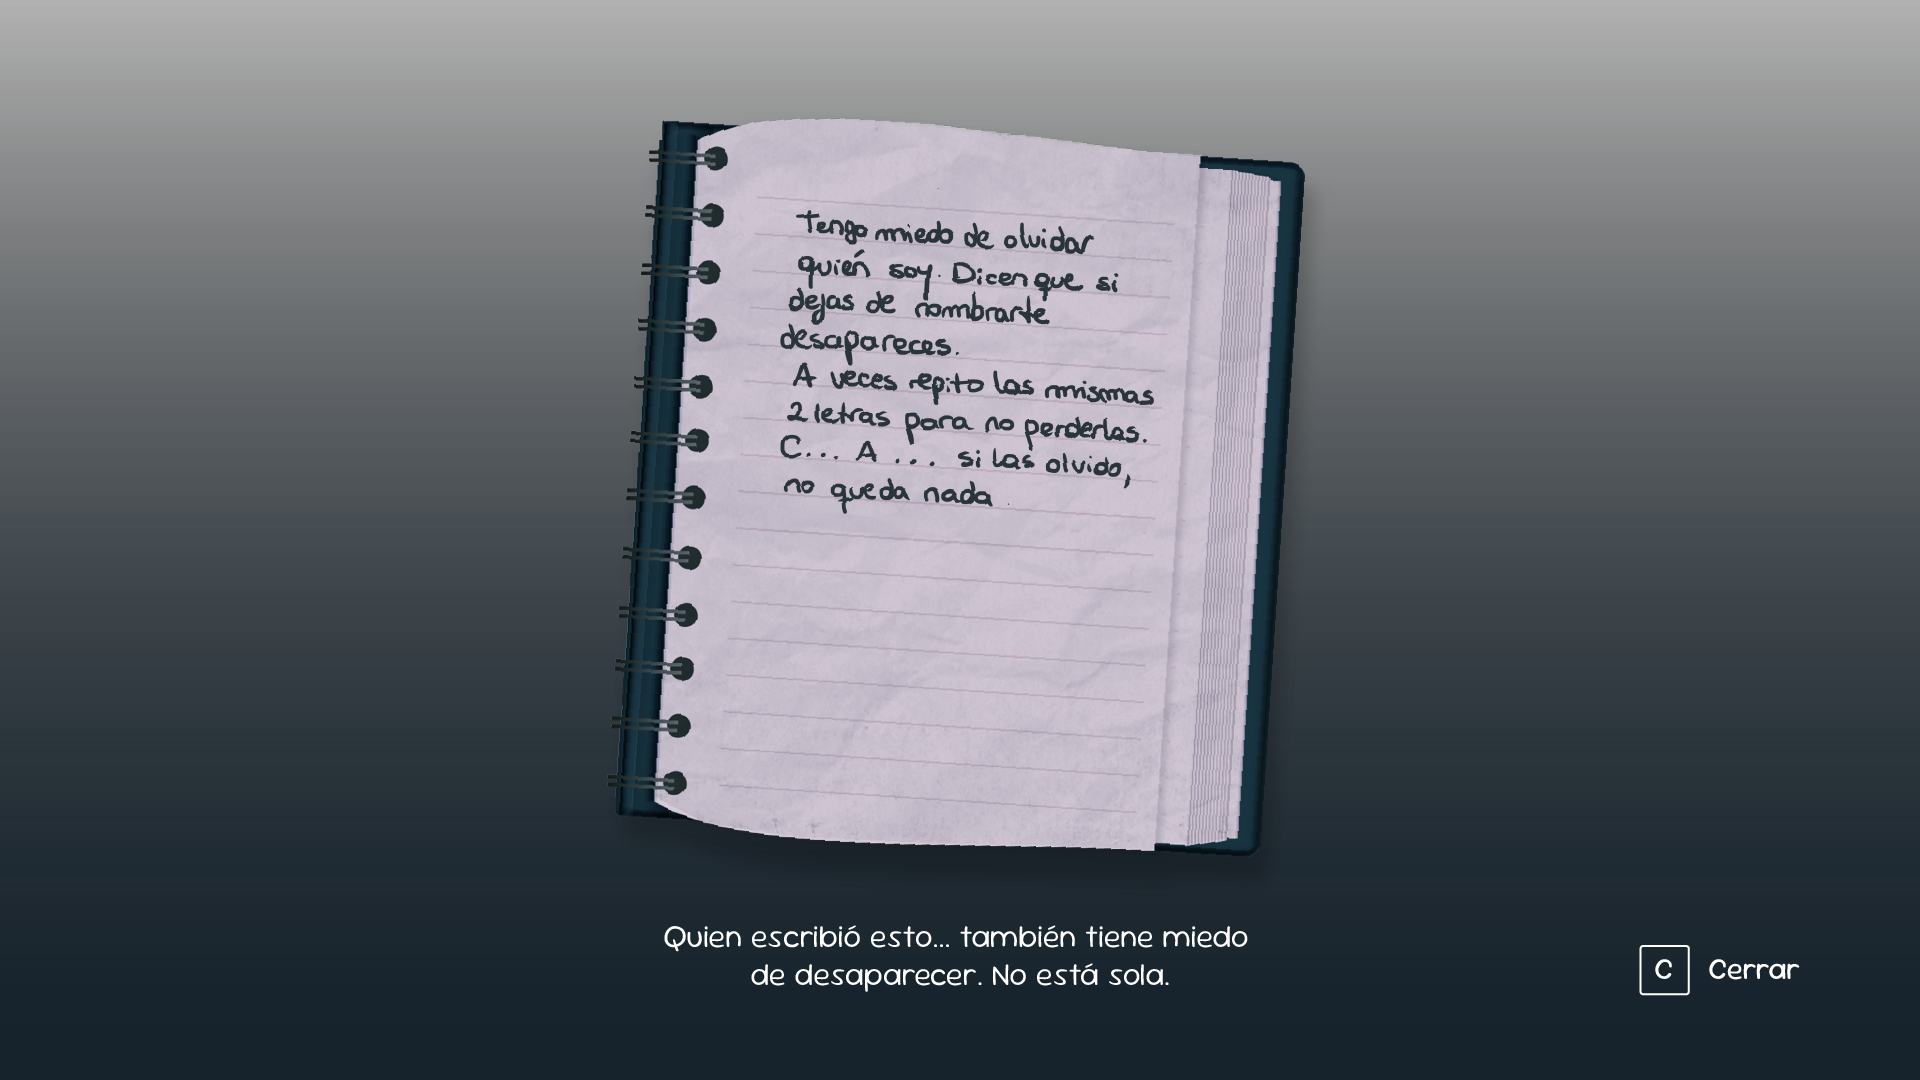 Tengo miedo de olvidar
quién soy. Dicen que si
dejas de nombrarte
desapareces.
A veces repito las mismas
2 letras para no perderlas.
C... A ... si las olvido,
no queda nada
Quien escribió esto... también tiene miedo
de desaparecer. No está sola.
C Cerrar